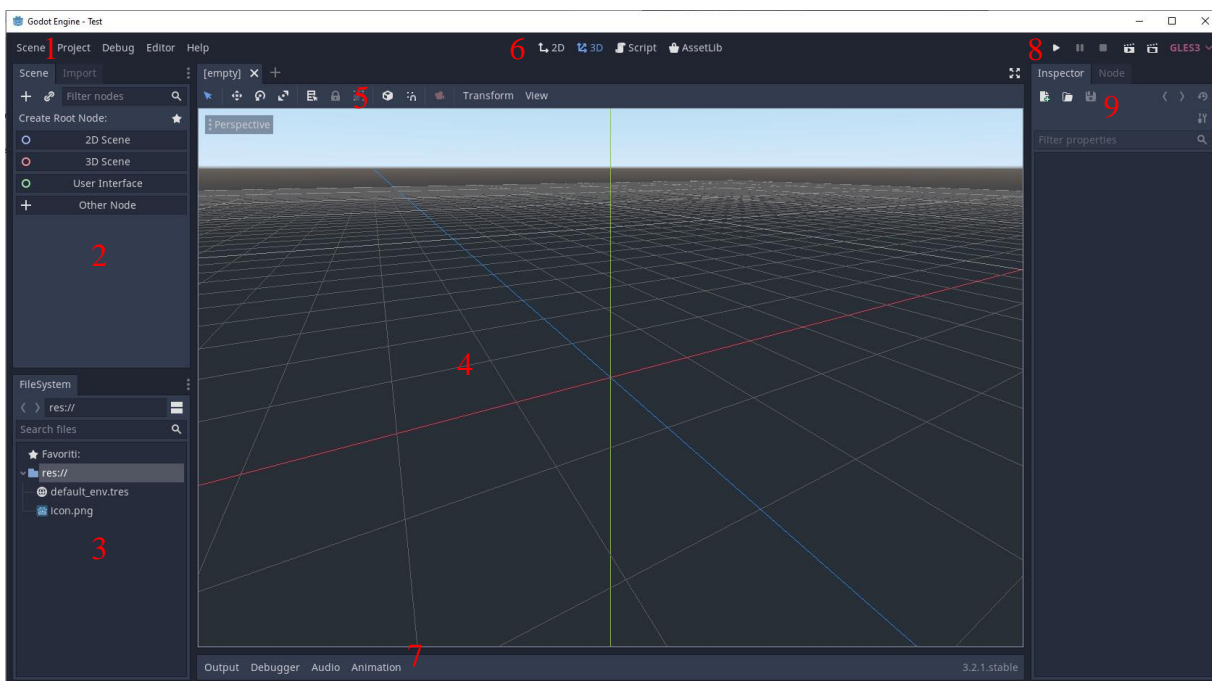 Godot Engine - Test
Scene 1 Project Debug Editor Help 6 2D 3D Script AssetLib 8 GLES3
Scene Import [empty] Inspector Node
Filter nodes 5 Transform View 9
Create Root Node: Perspective
2D Scene Filter properties
3D Scene
User Interface
Other Node
2
4
FileSystem
res://
Search files
Favoriti:
res://
default_env.tres
icon.png
3
7
Output Debugger Audio Animation 3.2.1.stable